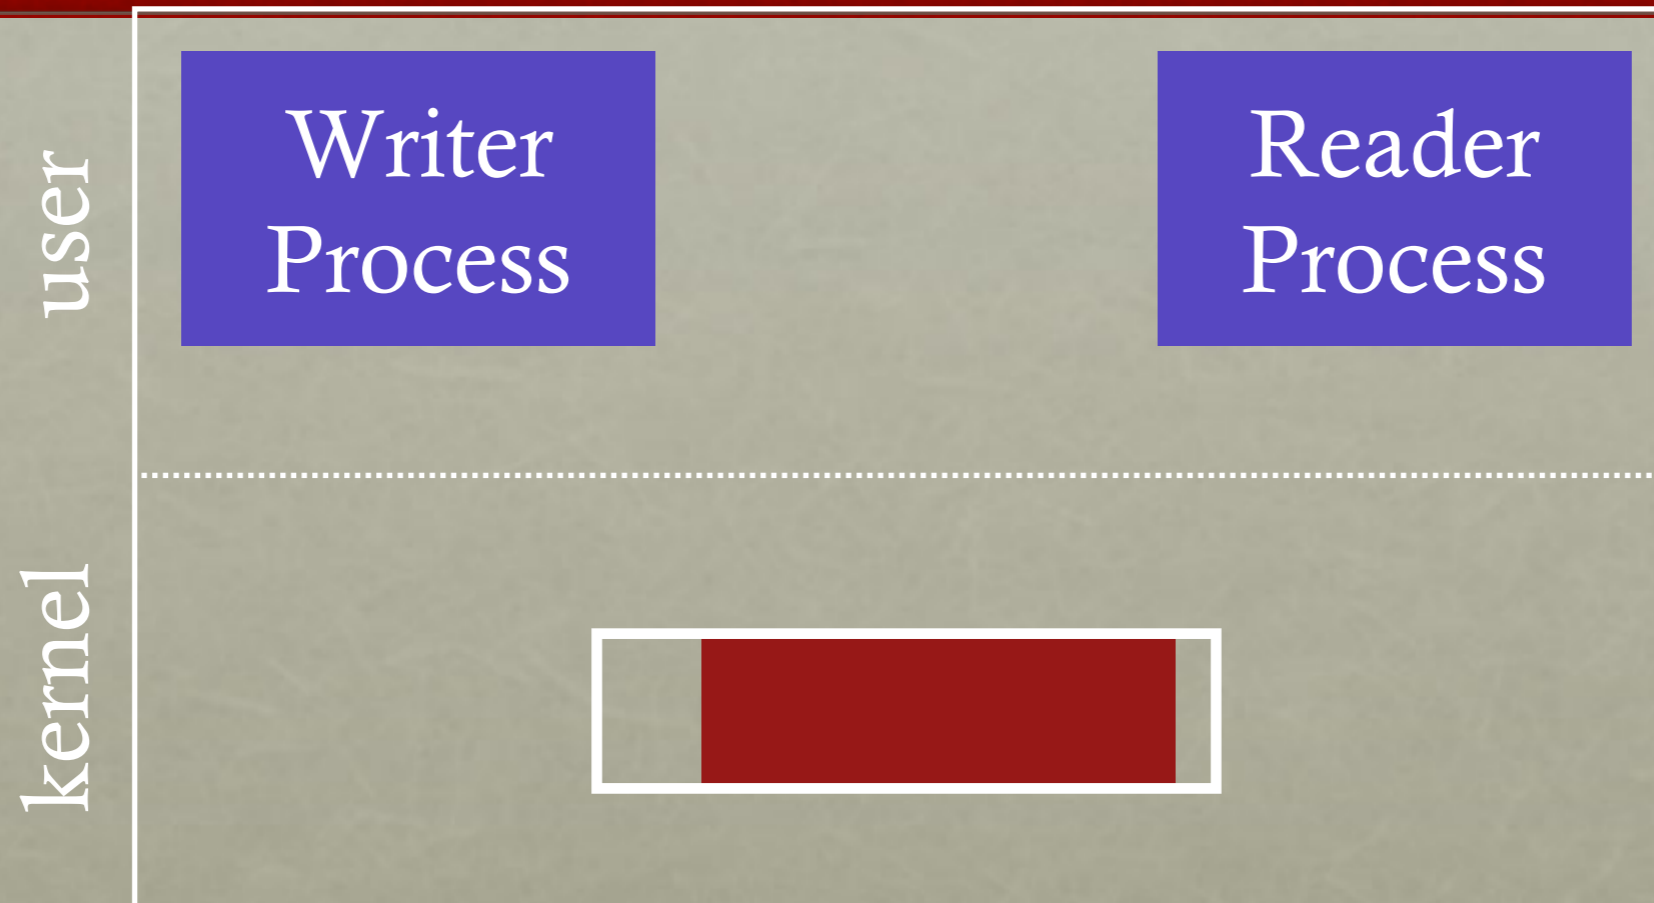 user
Writer
Process
Reader
Process
kernel